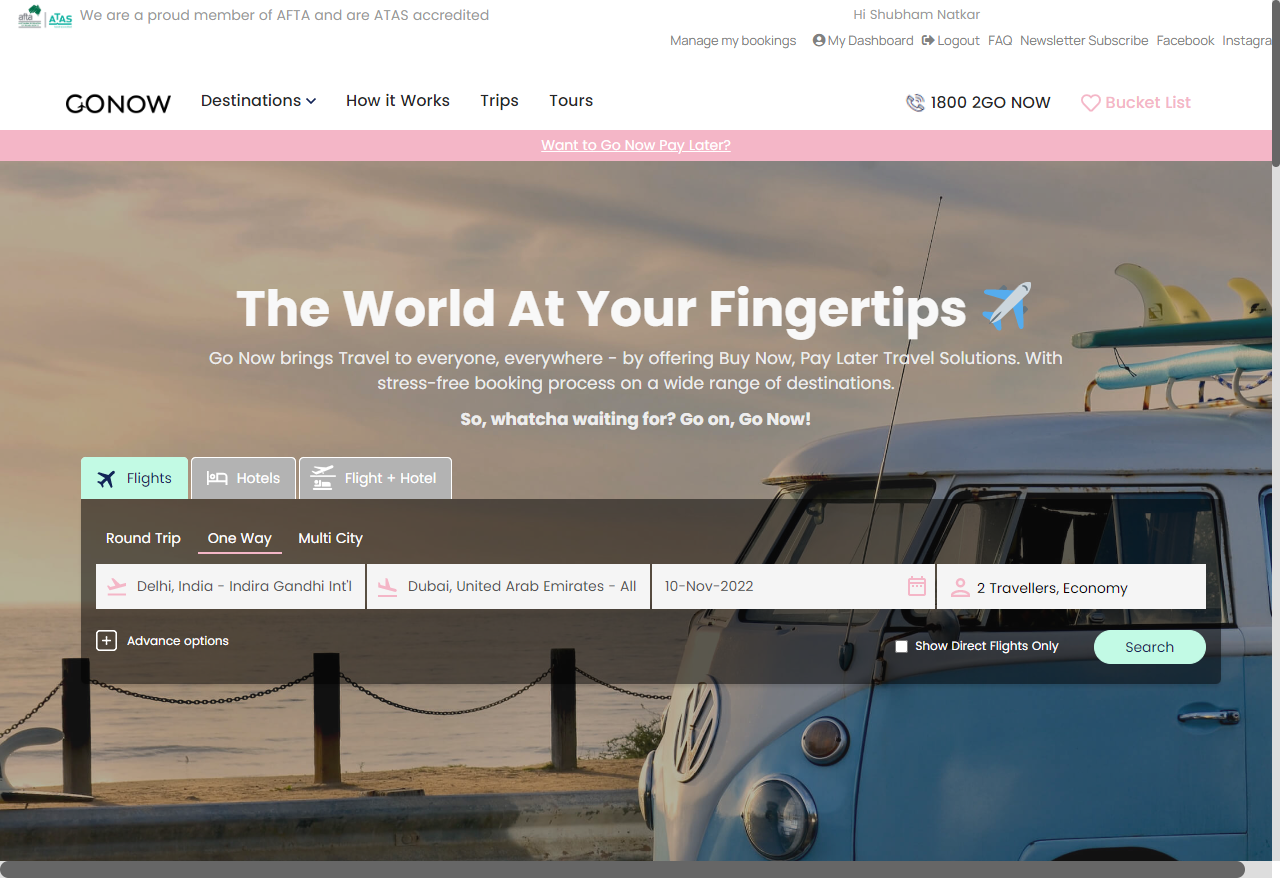 afta ATAS We are a proud member of AFTA and are ATAS accredited
Hi Shubham Natkar
Manage my bookings My Dashboard Logout FAQ Newsletter Subscribe Facebook Instagra
GONOW Destinations How it Works Trips Tours 1800 2GO NOW Bucket List
Want to Go Now Pay Later?
The World At Your Fingertips ✈️
Go Now brings Travel to everyone, everywhere - by offering Buy Now, Pay Later Travel Solutions. With
stress-free booking process on a wide range of destinations.
So, whatcha waiting for? Go on, Go Now!
Flights Hotels Flight + Hotel
Round Trip One Way Multi City
Delhi, India - Indira Gandhi Int'l Dubai, United Arab Emirates - All 10-Nov-2022 2 Travellers, Economy
Advance options Show Direct Flights Only Search